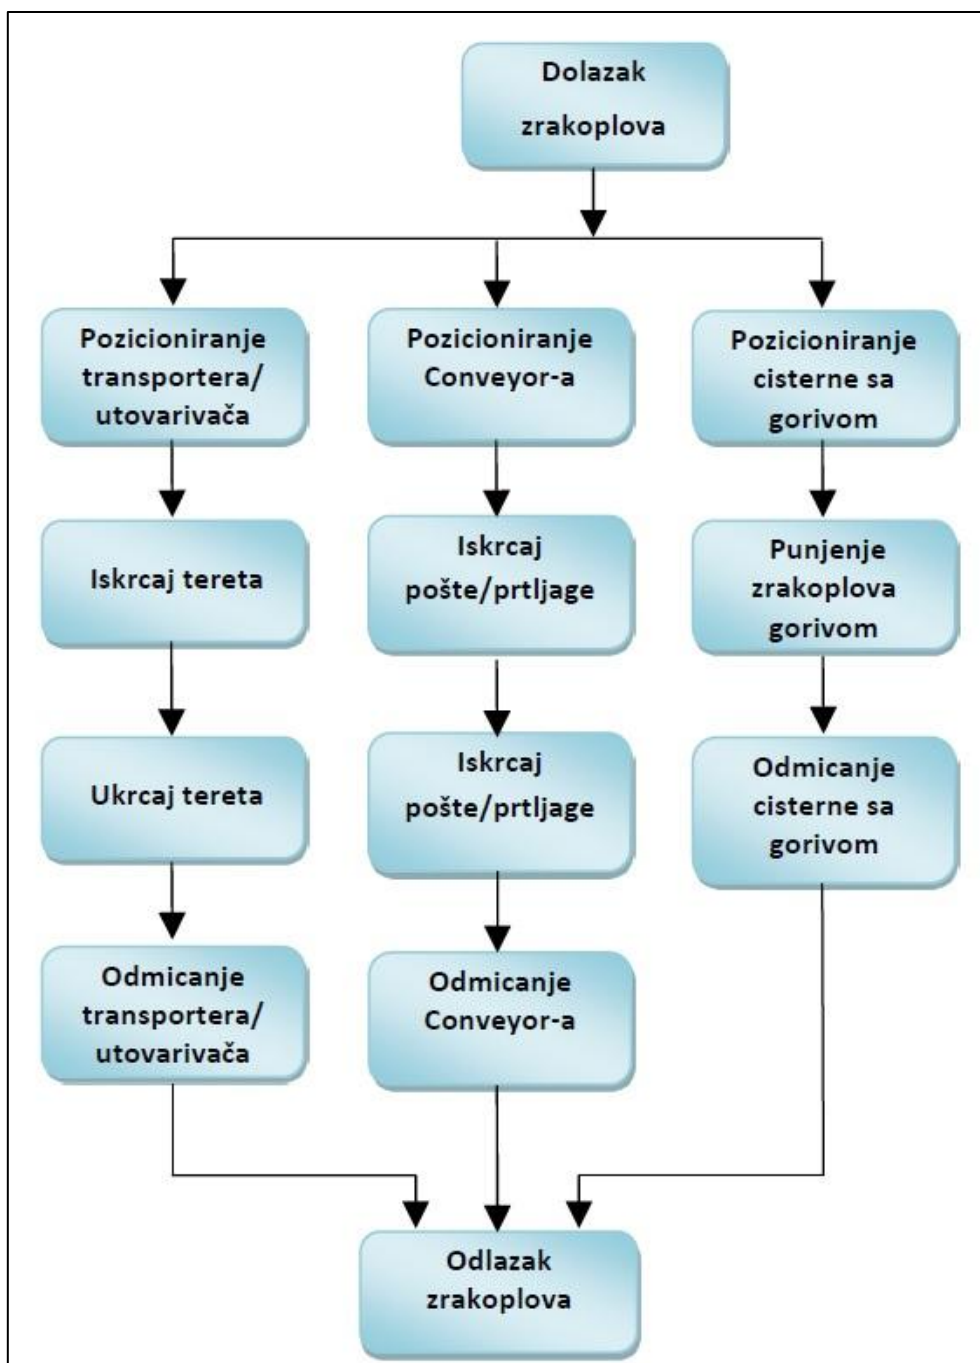 Dolazak
zrakoplova
Pozicioniranje
transportera/
utovarivača
Pozicioniranje
Conveyor-a
Pozicioniranje
cisterne sa
gorivom
Iskrcaj tereta
Iskrcaj
pošte/prtljage
Punjenje
zrakoplova
gorivom
Ukrcaj tereta
Iskrcaj
pošte/prtljage
Odmicanje
cisterne sa
gorivom
Odmicanje
transportera/
utovarivača
Odmicanje
Conveyor-a
Odlazak
zrakoplova